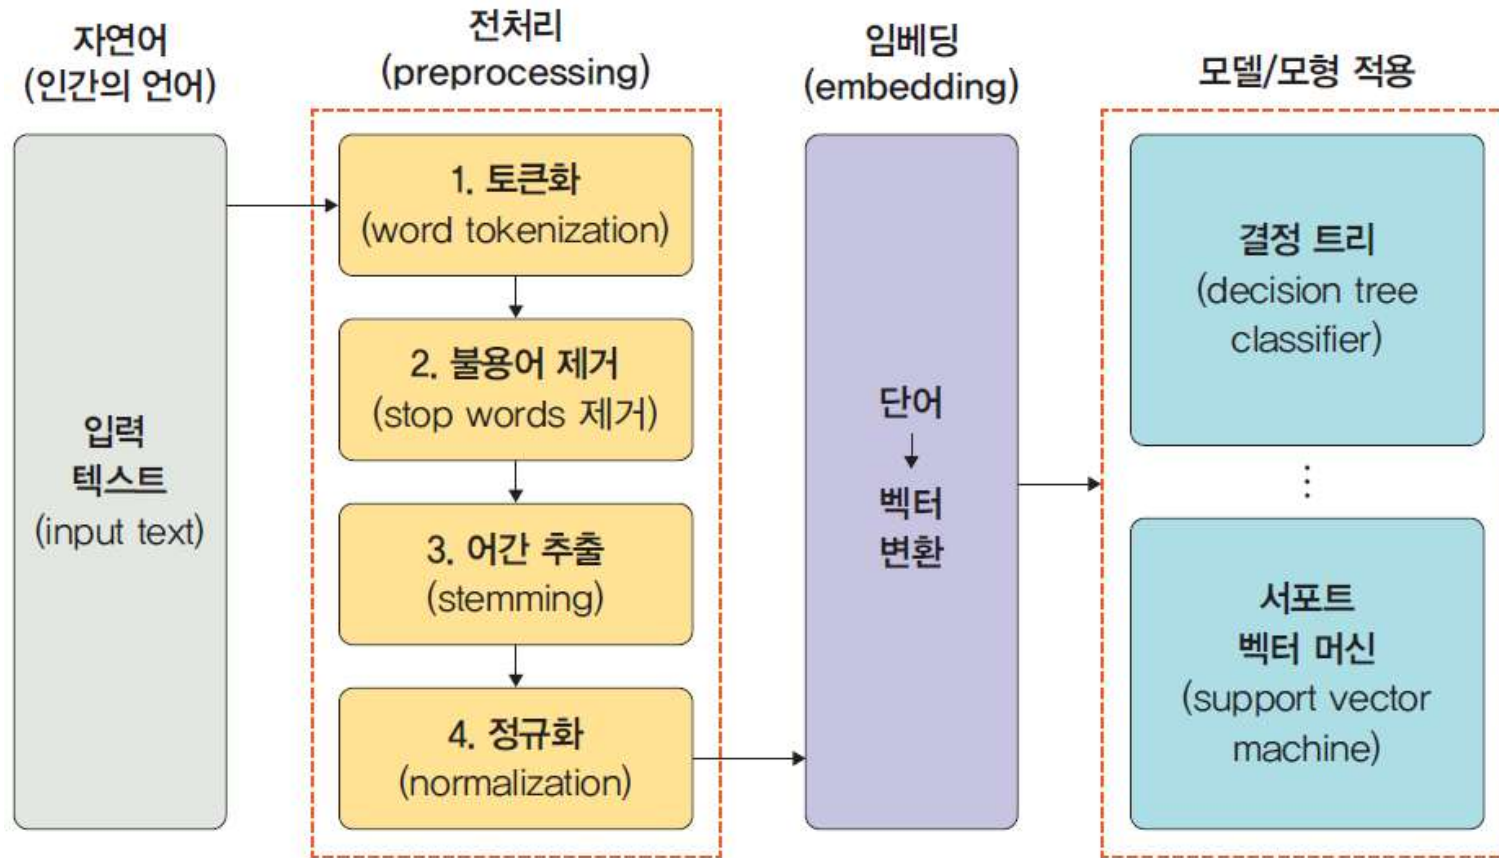 자연어
(인간의 언어)
입력
텍스트
(input text)
전처리
(preprocessing)
1. 토큰화
(word tokenization)
2. 불용어 제거
(stop words 제거)
3. 어간 추출
(stemming)
4. 정규화
(normalization)
임베딩
(embedding)
단어
벡터
변환
모델/모형 적용
결정 트리
(decision tree
classifier)
⋮
서포트
벡터 머신
(support vector
machine)